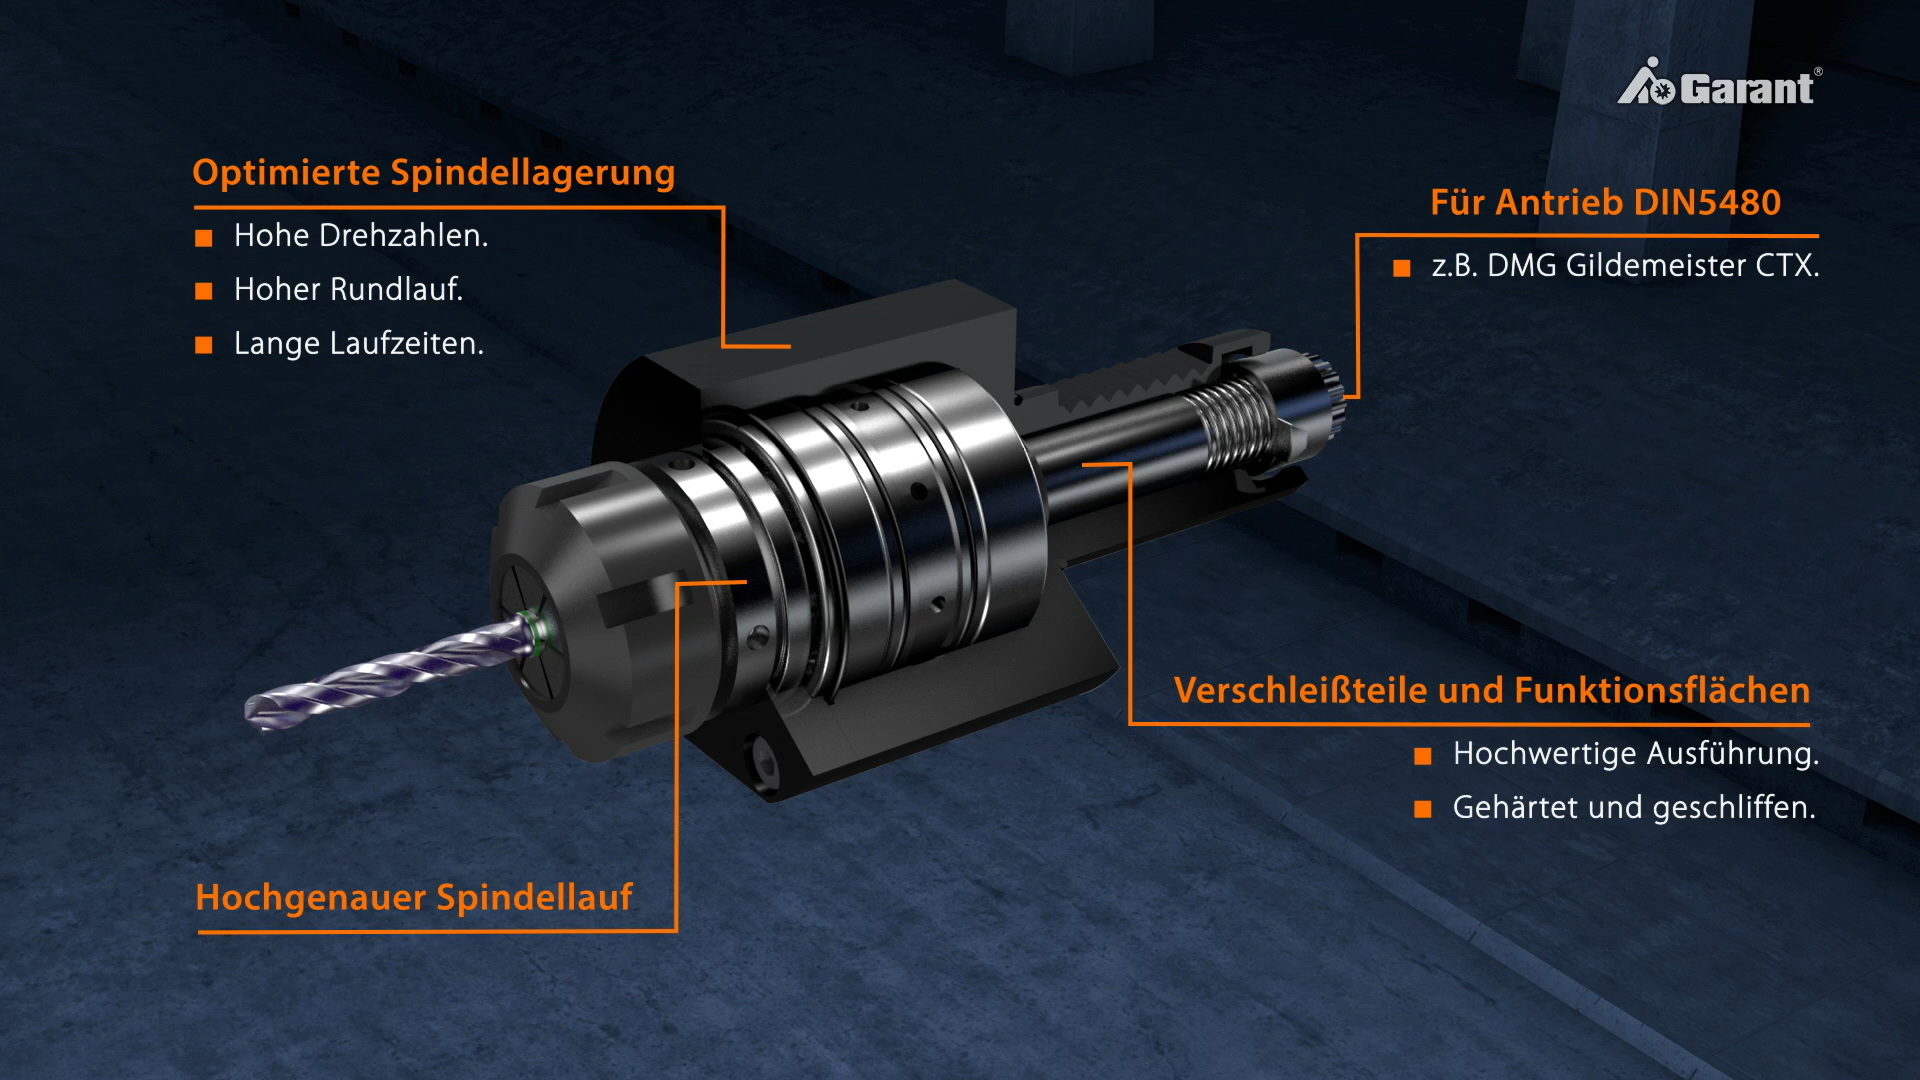 Garant®
Optimierte Spindellagerung
Hohe Drehzahlen.
Hoher Rundlauf.
Lange Laufzeiten.
Für Antrieb DIN5480
z.B. DMG Gildemeister CTX.
Verschleißteile und Funktionsflächen
Hochwertige Ausführung.
Gehärtet und geschliffen.
Hochgenauer Spindellauf